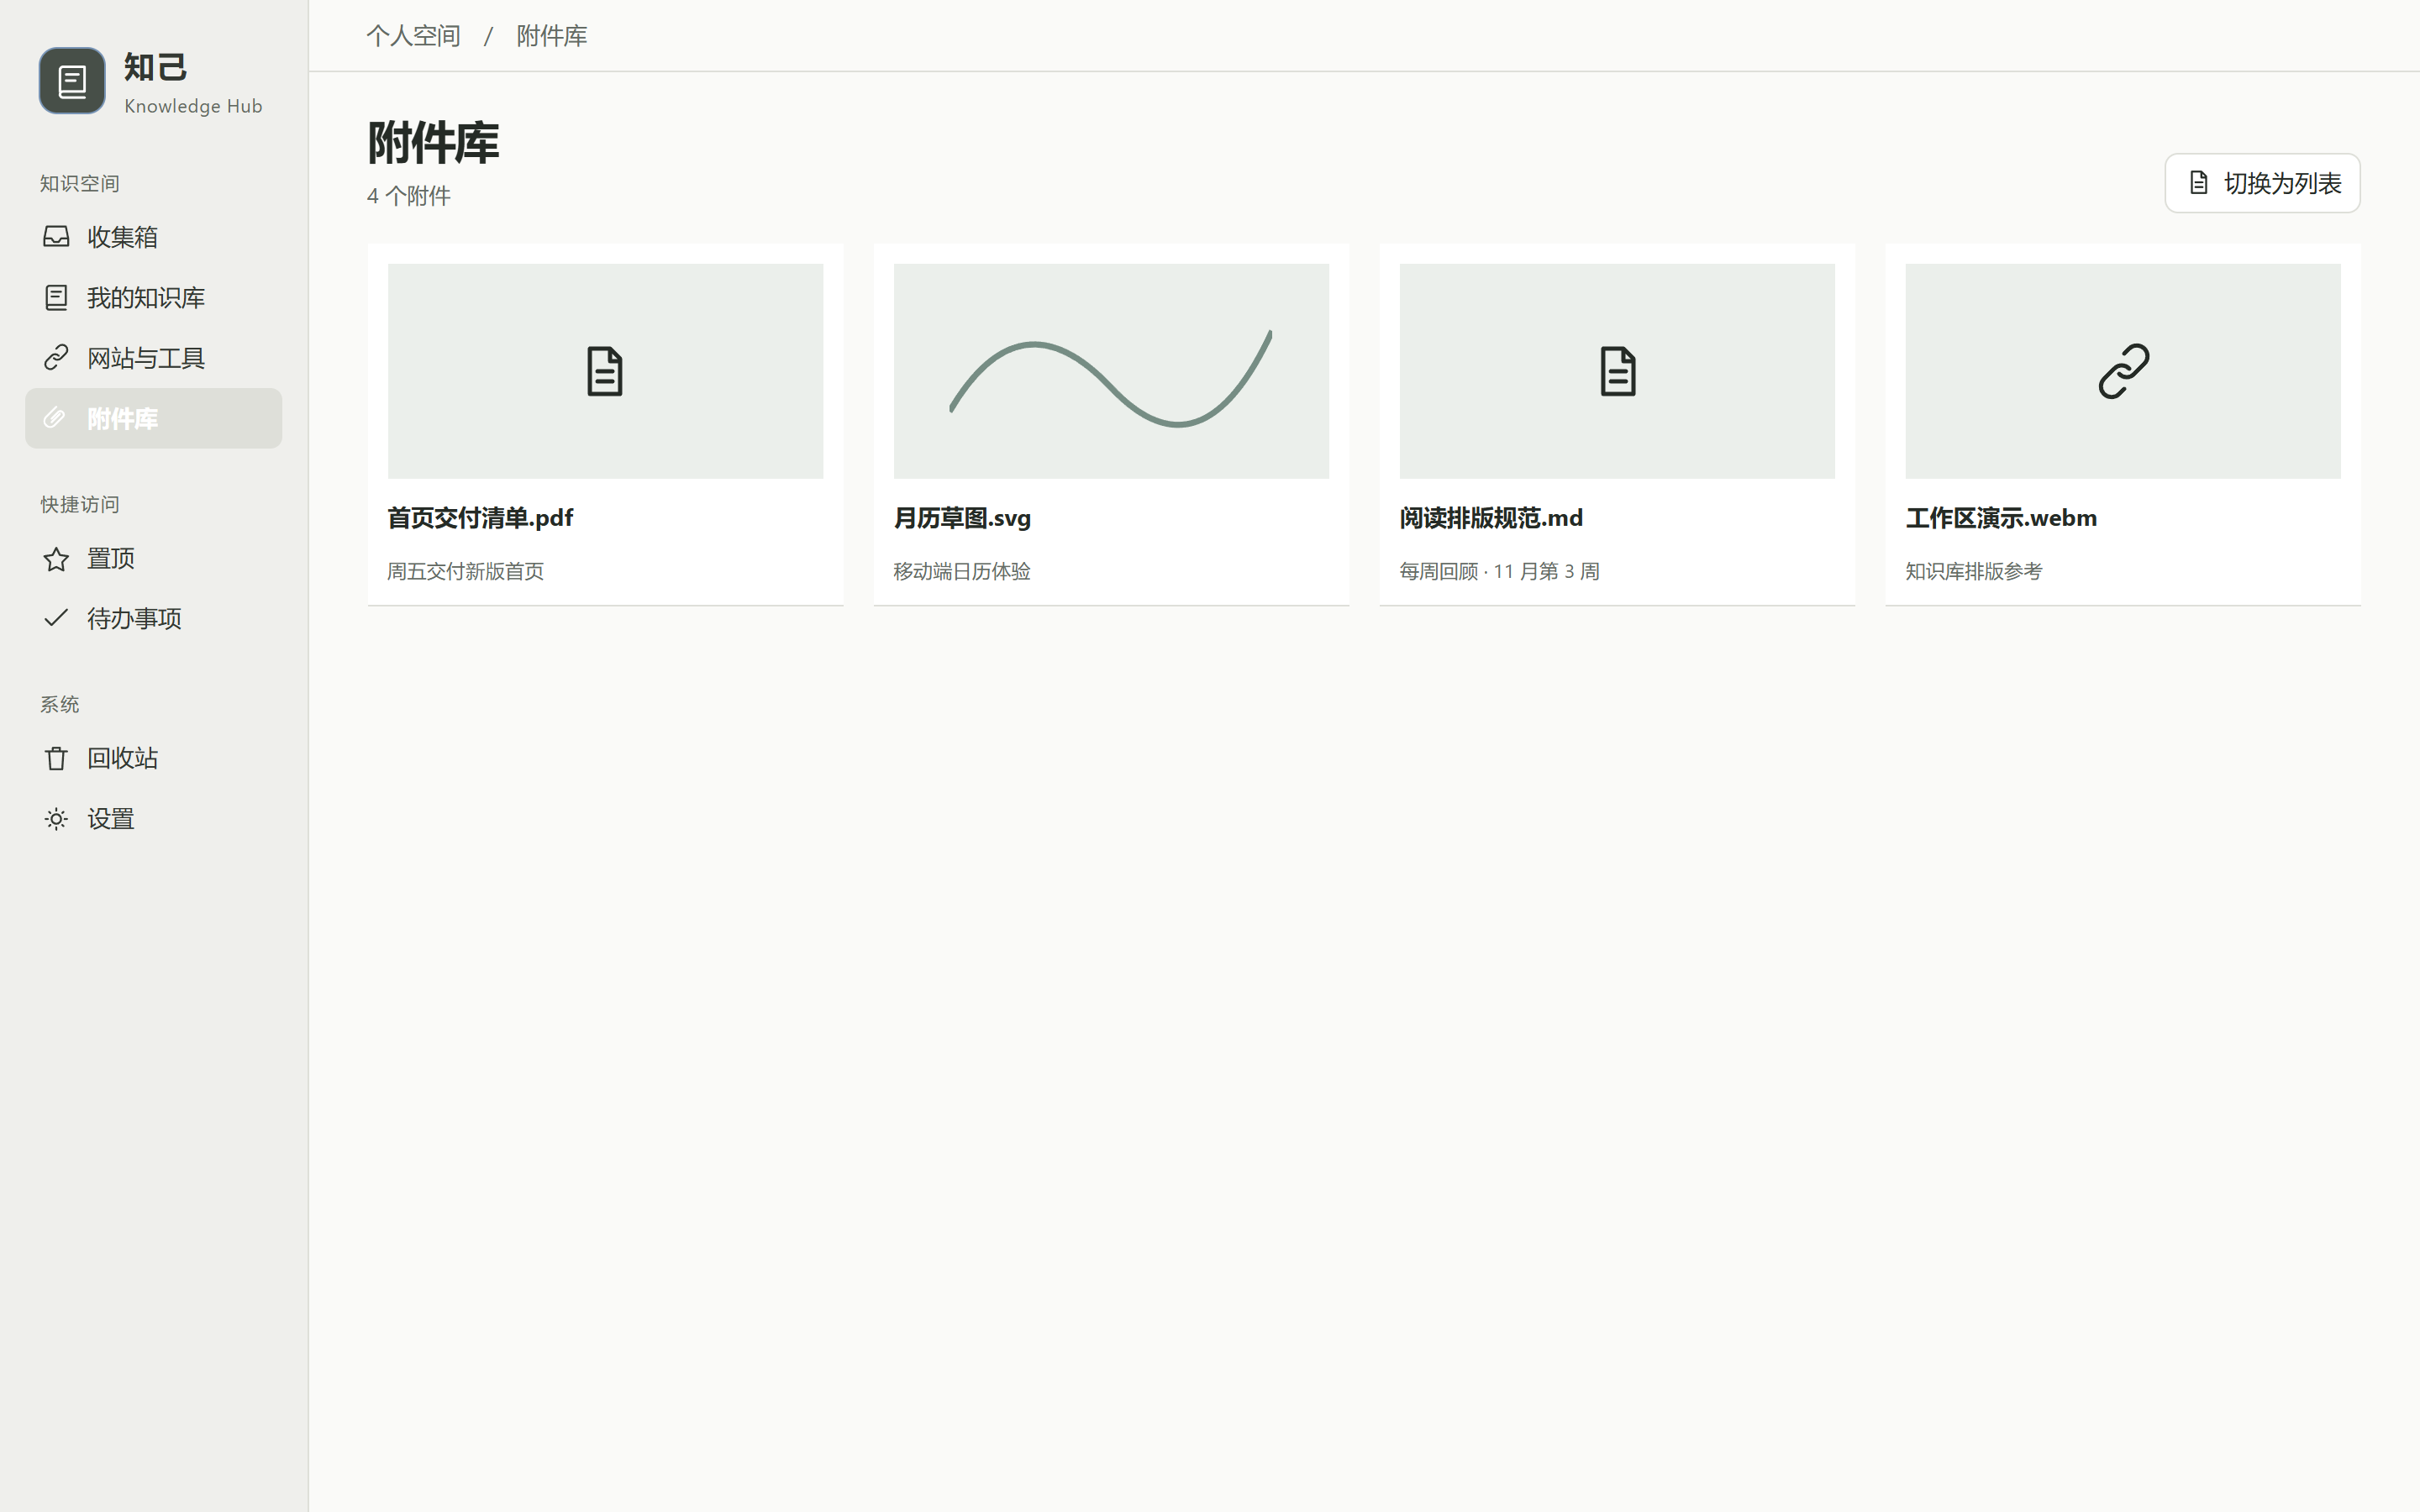 知己
Knowledge Hub
知识空间
收集箱
我的知识库
网站与工具
附件库
快捷访问
置顶
待办事项
系统
回收站
设置
个人空间 / 附件库
附件库
4 个附件
切换为列表
首页交付清单.pdf
周五交付新版首页
月历草图.svg
移动端日历体验
阅读排版规范.md
每周回顾 · 11 月第 3 周
工作区演示.webm
知识库排版参考